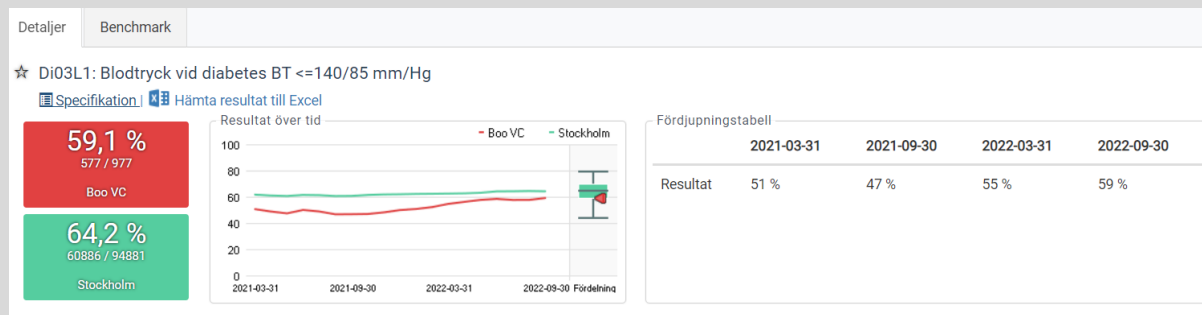 Detaljer Benchmark
Di03L1: Blodtryck vid diabetes BT <=140/85 mm/Hg
Specifikation | Hämta resultat till Excel
59,1 %
577 / 977
Boo VC
64,2 %
60886 / 94881
Stockholm
Resultat över tid
Boo VC Stockholm
100
80
60
40
20
0
2021-03-31 2021-09-30 2022-03-31 2022-09-30 Fördelning
Fördjupningstabell
2021-03-31 2021-09-30 2022-03-31 2022-09-30
Resultat 51 % 47 % 55 % 59 %